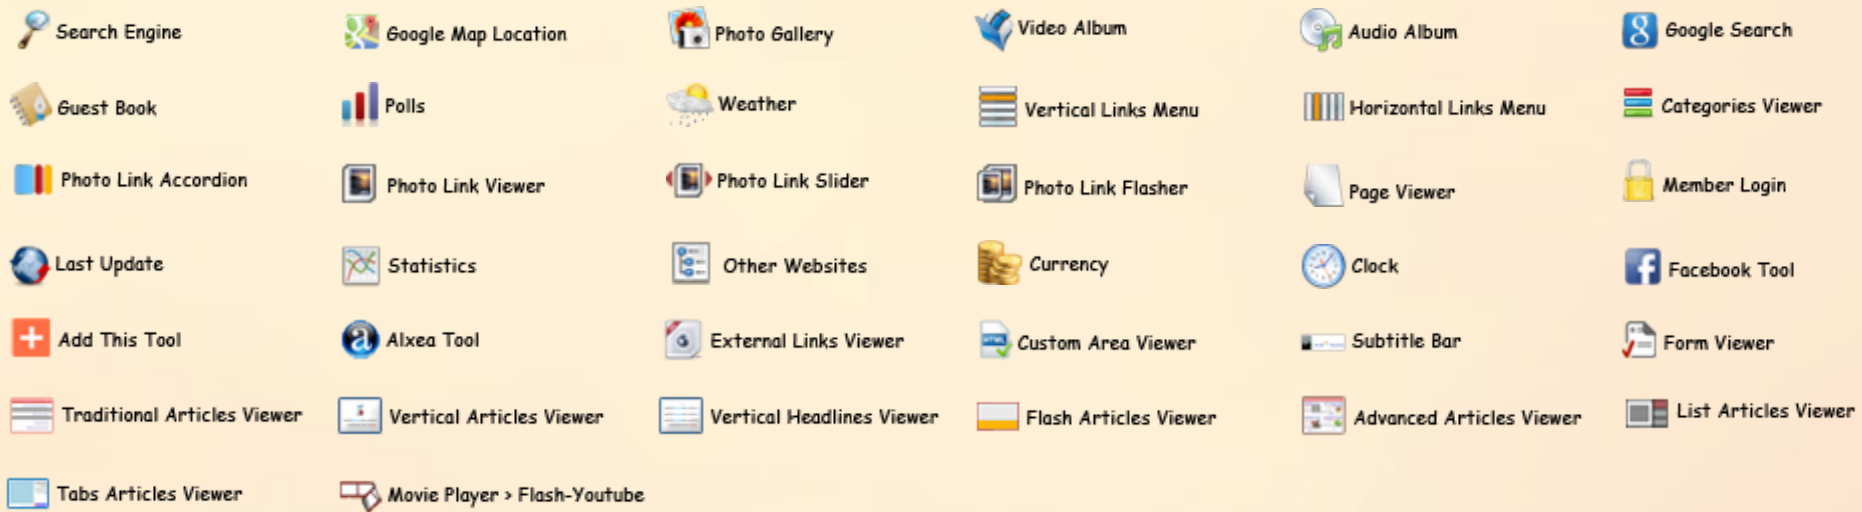 Search Engine
Google Map Location
Photo Gallery
Video Album
Audio Album
Google Search
Guest Book
Polls
Weather
Vertical Links Menu
Horizontal Links Menu
Categories Viewer
Photo Link Accordion
Photo Link Viewer
Photo Link Slider
Photo Link Flasher
Page Viewer
Member Login
Last Update
Statistics
Other Websites
Currency
Clock
Facebook Tool
Add This Tool
Alxea Tool
External Links Viewer
Custom Area Viewer
Subtitle Bar
Form Viewer
Traditional Articles Viewer
Vertical Articles Viewer
Vertical Headlines Viewer
Flash Articles Viewer
Advanced Articles Viewer
List Articles Viewer
Tabs Articles Viewer
Movie Player > Flash-Youtube